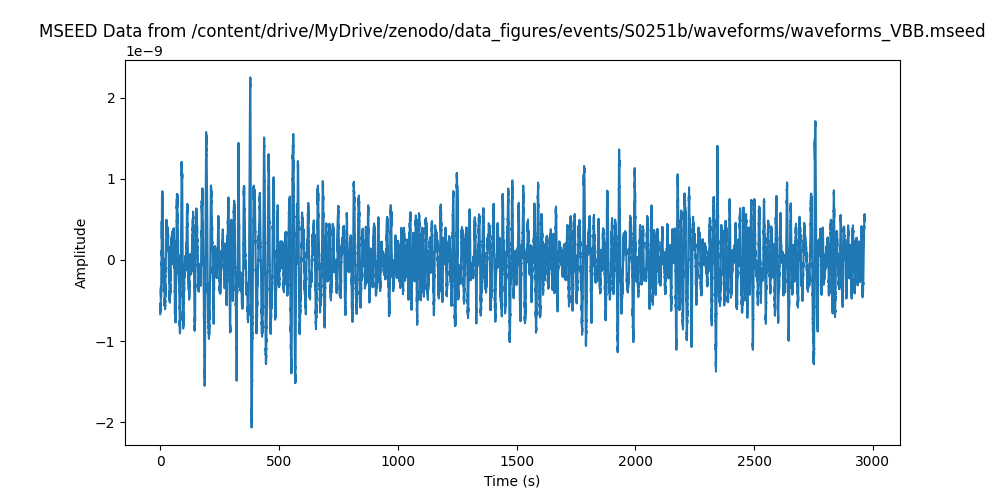 MSEED Data from /content/drive/MyDrive/zenodo/data_figures/events/S0251b/waveforms/waveforms_VBB.mseed
1e−9
2
1
0
−1
−2
Amplitude
0 500 1000 1500 2000 2500 3000
Time (s)